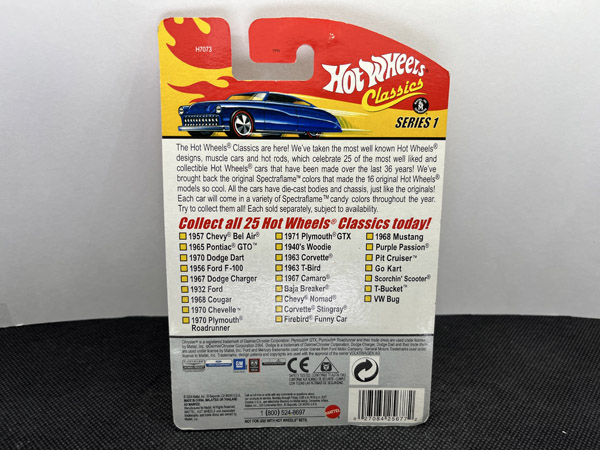 H7073
Hot Wheels
Classics
SERIES 1
The Hot Wheels® Classics are here! We've taken the most well known Hot Wheels®
designs, muscle cars and hot rods, which celebrate 25 of the most well liked and
collectible Hot Wheels® cars that have been made over the last 36 years! We've
brought back the original Spectraflame™ colors that made the 16 original Hot Wheels®
models so cool. All the cars have die-cast bodies and chassis, just like the originals!
Each car will come in a variety of Spectraflame™ candy colors throughout the year.
Try to collect them all! Each sold separately, subject to availability.
Collect all 25 Hot Wheels® Classics today!
1957 Chevy® Bel Air®
1965 Pontiac® GTO™
1970 Dodge Dart
1956 Ford F-100
1967 Dodge Charger
1932 Ford
1968 Cougar
1970 Chevelle™
1970 Plymouth®
Roadrunner
1971 Plymouth® GTX
1940's Woodie
1963 Corvette®
1963 T-Bird
1967 Camaro®
Baja Breaker®
Chevy® Nomad®
Corvette® Stingray®
Firebird® Funny Car
1968 Mustang
Purple Passion®
Pit Cruiser™
Go Kart
Scorchin' Scooter®
T-Bucket™
VW Bug
GM
CE
1 (800) 524-8697
NOT FOR USE WITH HOT WHEELS® SETS.
MATTEL